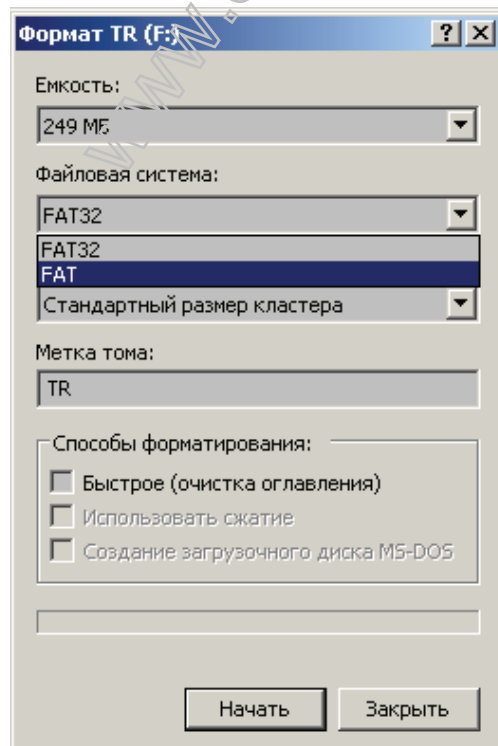 Формат TR (F:)
Емкость:
249 МБ
Файловая система:
FAT32
FAT32
FAT
Стандартный размер кластера
Метка тома:
TR
Способы форматирования:
Быстрое (очистка оглавления)
Использовать сжатие
Создание загрузочного диска MS-DOS
Начать
Закрыть
www.